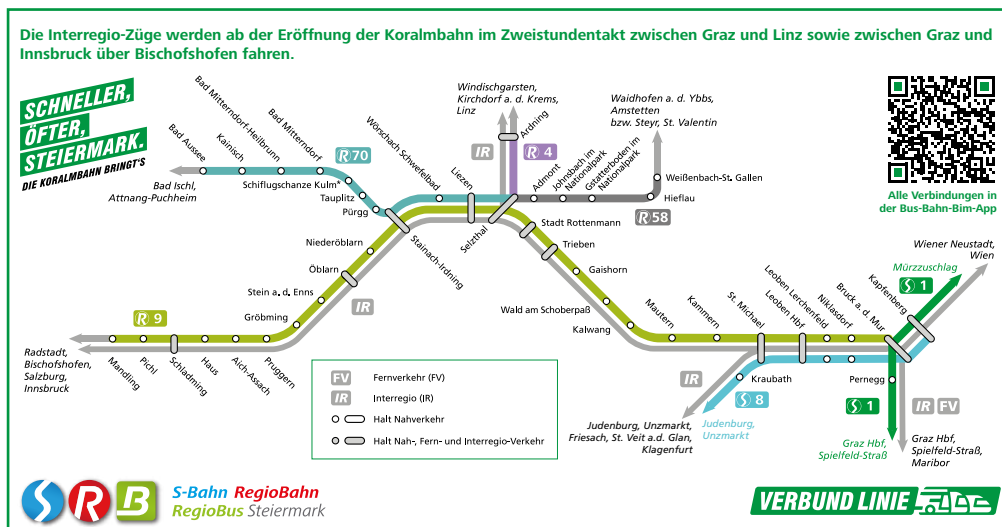 Die Interregio-Züge werden ab der Eröffnung der Koralmbahn im Zweistundentakt zwischen Graz und Linz sowie zwischen Graz und
Innsbruck über Bischofshofen fahren.
SCHNELLER,
ÖFTER,
STEIERMARK.
DIE KORALMBAHN BRINGT'S
Bad Aussee
Kainisch
Bad Mitterndorf-Heilbrunn
Bad Mitterndorf
Schiflugschanze Kulm*
Tauplitz
Pürgg
R 70
Bad Ischl,
Attnang-Puchheim
Wörschach Schwefelbad
Liezen
Selzthal
Stainach-Irdning
Windischgarsten,
Kirchdorf a. d. Krems,
Linz
IR
Ardning
R 4
Waidhofen a. d. Ybbs,
Amstetten
bzw. Steyr, St. Valentin
Admont
Johnsbach im
Nationalpark
Gstatterboden im
Nationalpark
Weißenbach-St. Gallen
Hieflau
R 58
Alle Verbindungen in
der Bus-Bahn-Bim-App
Niederöblarn
Öblarn
Stein a. d. Enns
Gröbming
IR
R 9
Radstadt,
Bischofshofen,
Salzburg,
Innsbruck
Mandling
Pichl
Schladming
Haus
Aich-Assach
Pruggern
Stadt Rottenmann
Trieben
Gaishorn
Wald am Schoberpaß
Kalwang
Mautern
Kammern
St. Michael
Leoben Hbf
Leoben Lerchenfeld
Niklasdorf
Bruck a. d. Mur
Kapfenberg
Wiener Neustadt,
Wien
Mürzzuschlag
S 1
IR
Kraubath
S 8
Judenburg, Unzmarkt,
Friesach, St. Veit a.d. Glan,
Klagenfurt
Judenburg,
Unzmarkt
Pernegg
S 1
IR FV
Graz Hbf,
Spielfeld-Straß
Graz Hbf,
Spielfeld-Straß,
Maribor
FV Fernverkehr (FV)
IR Interregio (IR)
Halt Nahverkehr
Halt Nah-, Fern- und Interregio-Verkehr
S R B
S-Bahn RegioBahn
RegioBus Steiermark
VERBUND LINIE